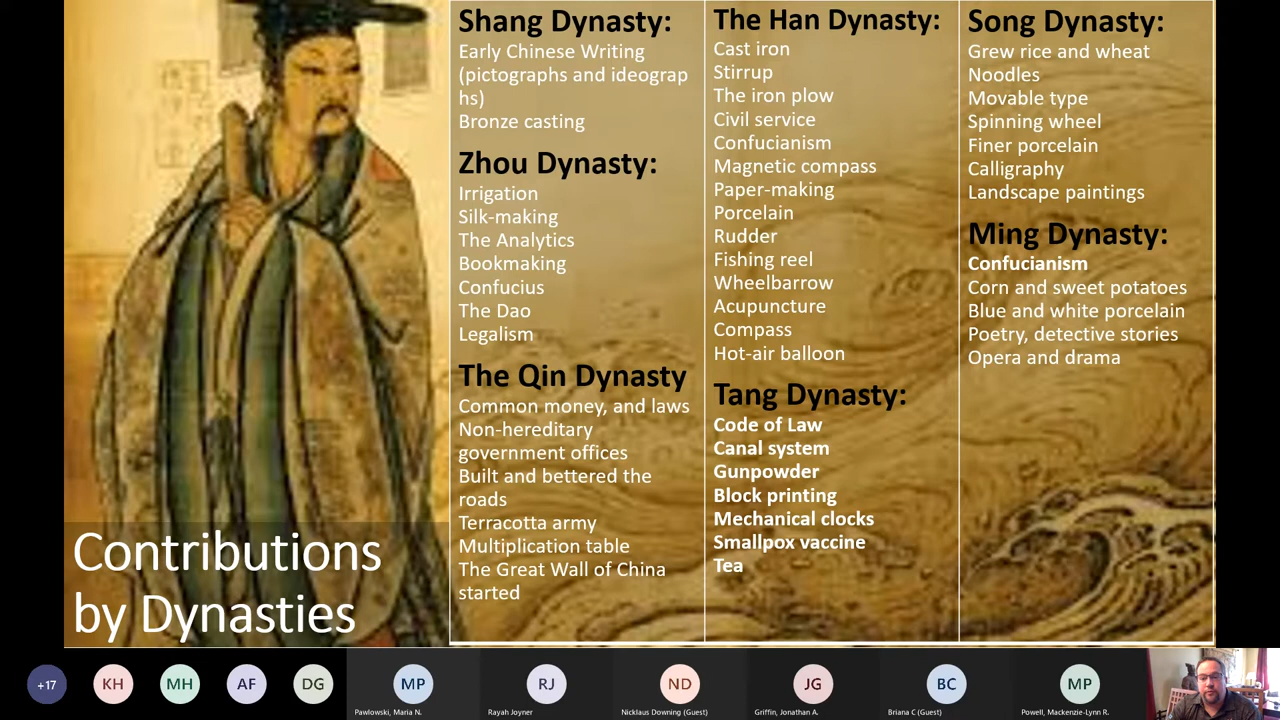 Contributions
by Dynasties
Shang Dynasty:
Early Chinese Writing
(pictographs and ideograp
hs)
Bronze casting
Zhou Dynasty:
Irrigation
Silk-making
The Analytics
Bookmaking
Confucius
The Dao
Legalism
The Qin Dynasty
Common money, and laws
Non-hereditary
government offices
Built and bettered the
roads
Terracotta army
Multiplication table
The Great Wall of China
started
The Han Dynasty:
Cast iron
Stirrup
The iron plow
Civil service
Confucianism
Magnetic compass
Paper-making
Porcelain
Rudder
Fishing reel
Wheelbarrow
Acupuncture
Compass
Hot-air balloon
Tang Dynasty:
Code of Law
Canal system
Gunpowder
Block printing
Mechanical clocks
Smallpox vaccine
Tea
Song Dynasty:
Grew rice and wheat
Noodles
Movable type
Spinning wheel
Finer porcelain
Calligraphy
Landscape paintings
Ming Dynasty:
Confucianism
Corn and sweet potatoes
Blue and white porcelain
Poetry, detective stories
Opera and drama
+17
KH
MH
AF
DG
MP
Pawlowski, Maria N.
RJ
Rayah Joyner
ND
Nicklaus Downing (Guest)
JG
Griffin, Jonathan A.
BC
Briana C (Guest)
MP
Powell, Mackenzie-Lynn R.